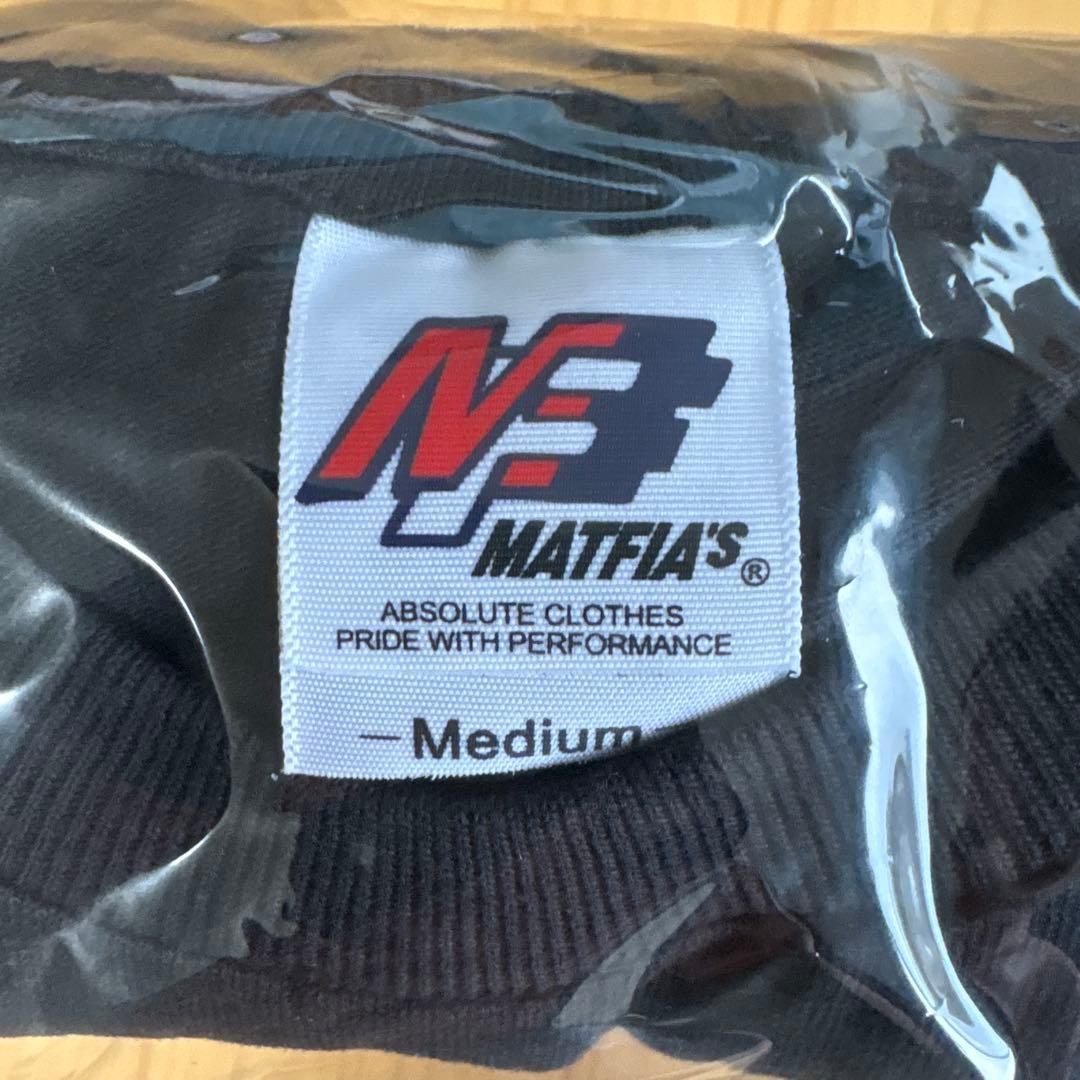 MATFIA'S®
ABSOLUTE CLOTHES
PRIDE WITH PERFORMANCE
— Medium